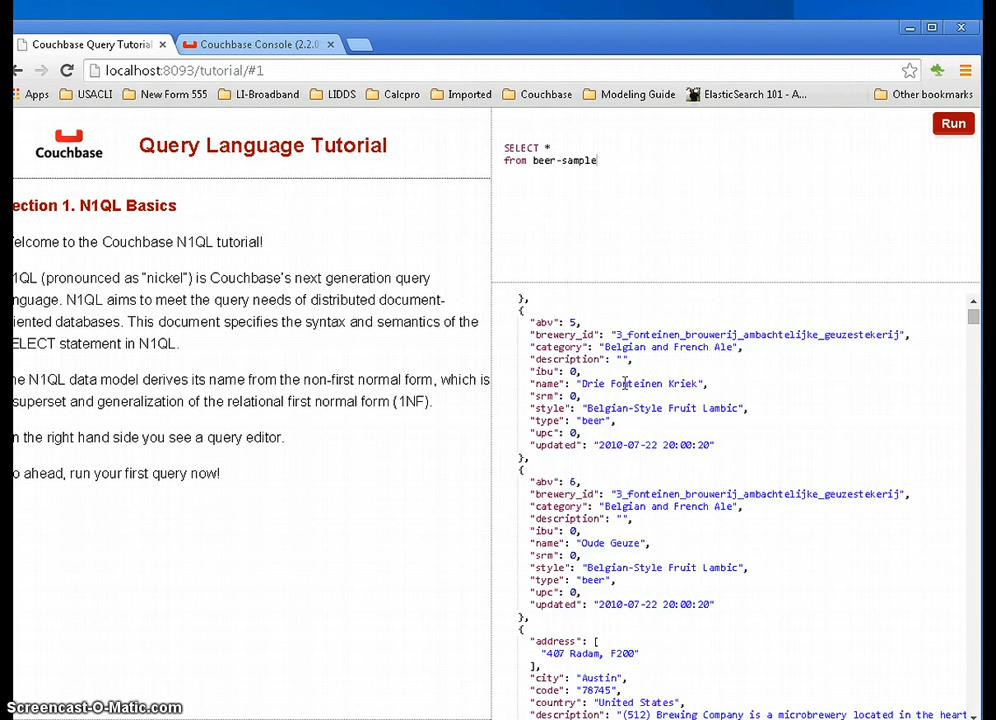 Couchbase Query Tutorial
Couchbase Console (2.2.0
localhost:8093/tutorial/#1
Apps USACLI New Form 555 LI-Broadband LIDDS Calcpro Imported Couchbase Modeling Guide ElasticSearch 101 - A... Other bookmarks
Couchbase
Query Language Tutorial
ection 1. N1QL Basics
elcome to the Couchbase N1QL tutorial!
1QL (pronounced as "nickel") is Couchbase's next generation query
nguage. N1QL aims to meet the query needs of distributed document-
iented databases. This document specifies the syntax and semantics of the
ELECT statement in N1QL.
he N1QL data model derives its name from the non-first normal form, which is
superset and generalization of the relational first normal form (1NF).
n the right hand side you see a query editor.
o ahead, run your first query now!
Run
SELECT *
from beer-sample
},
{
"abv": 5,
"brewery_id": "3_fonteinen_brouwerij_ambachtelijke_geuzestekerij",
"category": "Belgian and French Ale",
"description": "",
"ibu": 0,
"name": "Drie Fonteinen Kriek",
"srm": 0,
"style": "Belgian-Style Fruit Lambic",
"type": "beer",
"upc": 0,
"updated": "2010-07-22 20:00:20"
},
{
"abv": 6,
"brewery_id": "3_fonteinen_brouwerij_ambachtelijke_geuzestekerij",
"category": "Belgian and French Ale",
"description": "",
"ibu": 0,
"name": "Oude Geuze",
"srm": 0,
"style": "Belgian-Style Fruit Lambic",
"type": "beer",
"upc": 0,
"updated": "2010-07-22 20:00:20"
},
{
"address": [
"407 Radam, F200"
],
"city": "Austin",
"code": "78745",
"country": "United States",
"description": "(512) Brewing Company is a microbrewery located in the heart
Screencast-O-Matic.com